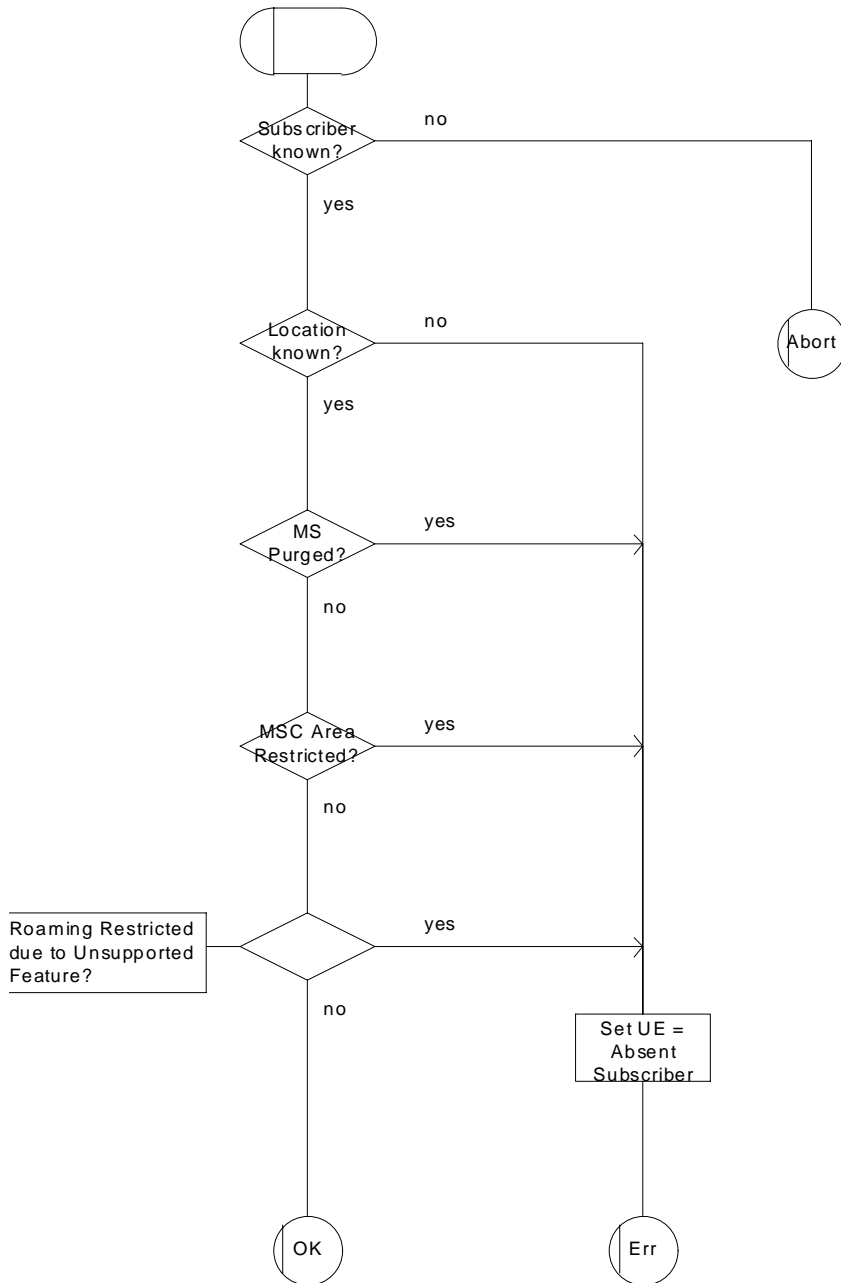 no
Subscriber
known?
yes
no
Location
known?
Abort
yes
yes
MS
Purged?
no
yes
MSC Area
Restricted?
no
yes
Roaming Restricted
due to Unsupported
Feature?
no
Set UE =
Absent
Subscriber
OK
Err